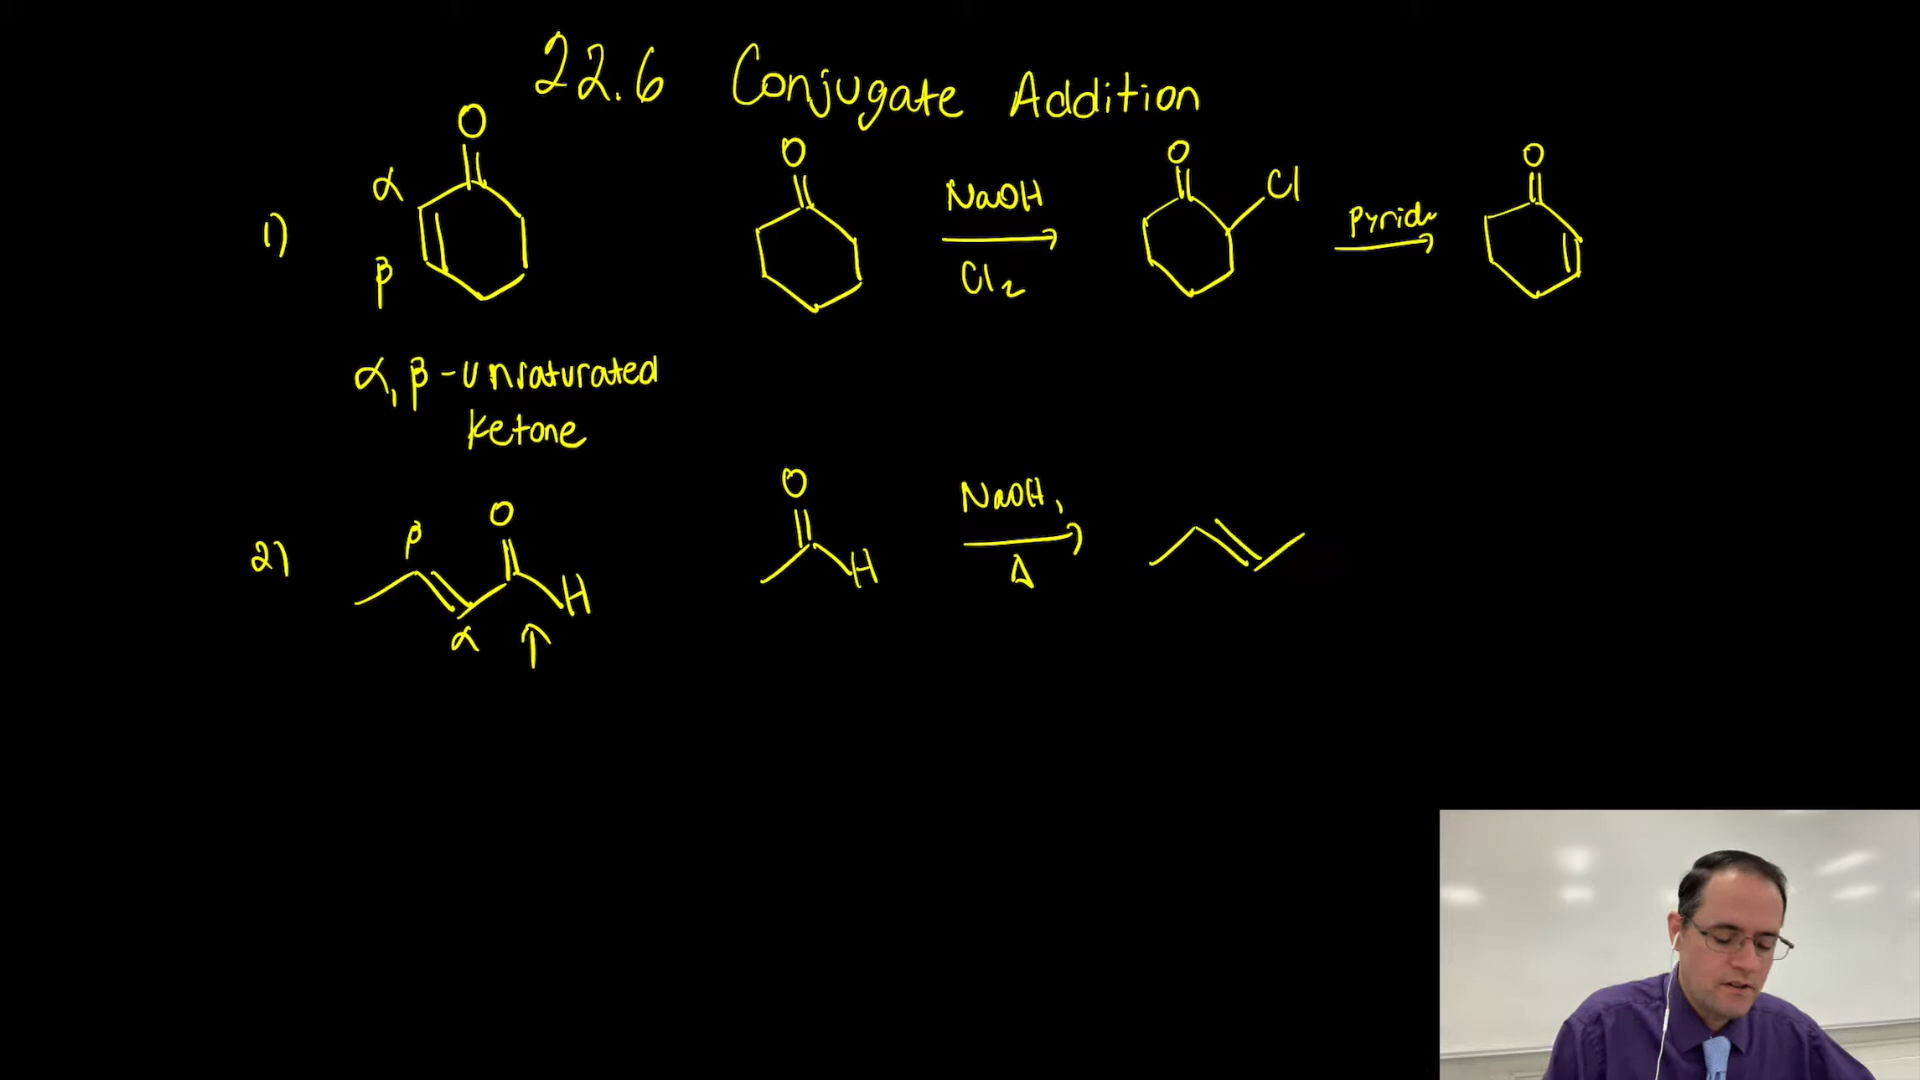 22.6 Conjugate Addition
1)
O
α
β
O
NaOH
Cl2
O
Cl
Pyrid
O
α, β-unsaturated
ketone
2)
β
O
H
α
O
H
NaOH,
Δ